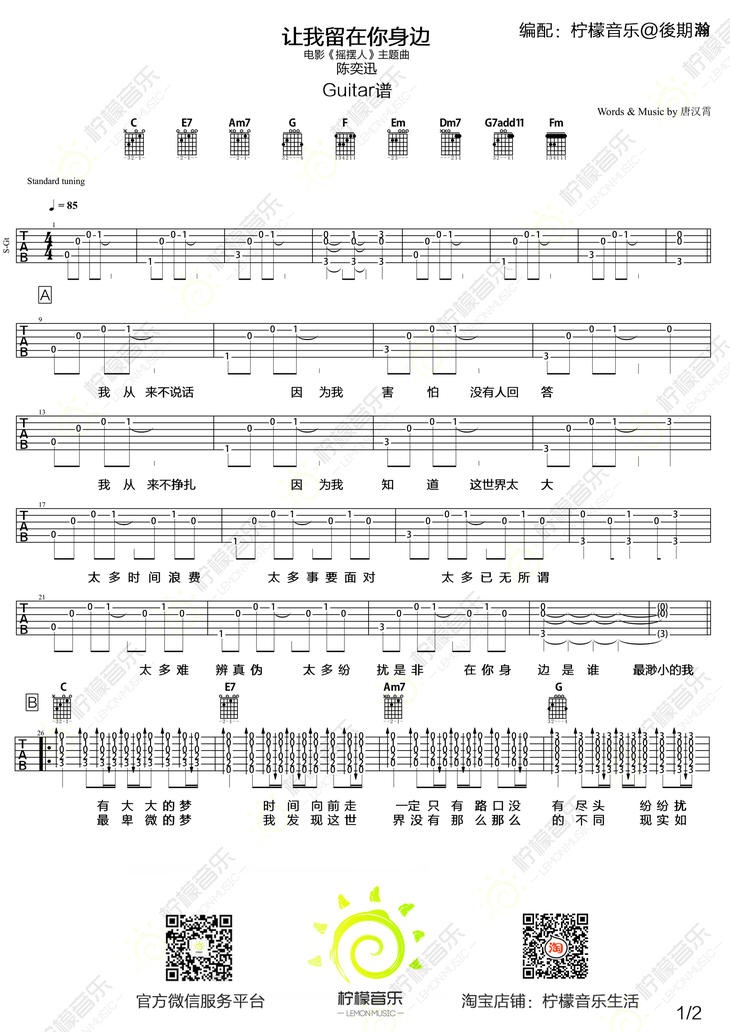 让我留在你身边
编配：柠檬音乐@後期瀚
电影《摇摆人》主题曲
陈奕迅
Guitar谱
Words & Music by 唐汉霄
C E7 Am7 G F Em Dm7 G7add11 Fm
Standard tuning
♩ = 85
S-Gt
A
9
我 从 来不说话 因 为我 害 怕 没有人回 答
13
我 从 来不挣扎 因 为我 知 道 这世界太 大
17
太 多 时 间 浪 费 太 多 事 要 面 对 太 多 已 无 所 谓
21
太 多 难 辨 真 伪 太 多 纷 扰 是 非 在 你 身 边 是 谁 最渺小的我
B
C E7 Am7 G
26
有 大 大 的 梦 时 间 向 前 走 一定 只 有 路 口 没 有 尽 头 纷 纷 扰
最 卑 微 的 梦 我 发 现 这 世 界 没 有 那 么 那 么 的 不 同 现 实 如
官方微信服务平台
柠檬音乐
—LEMON MUSIC—
淘
淘宝店铺：柠檬音乐生活
1/2